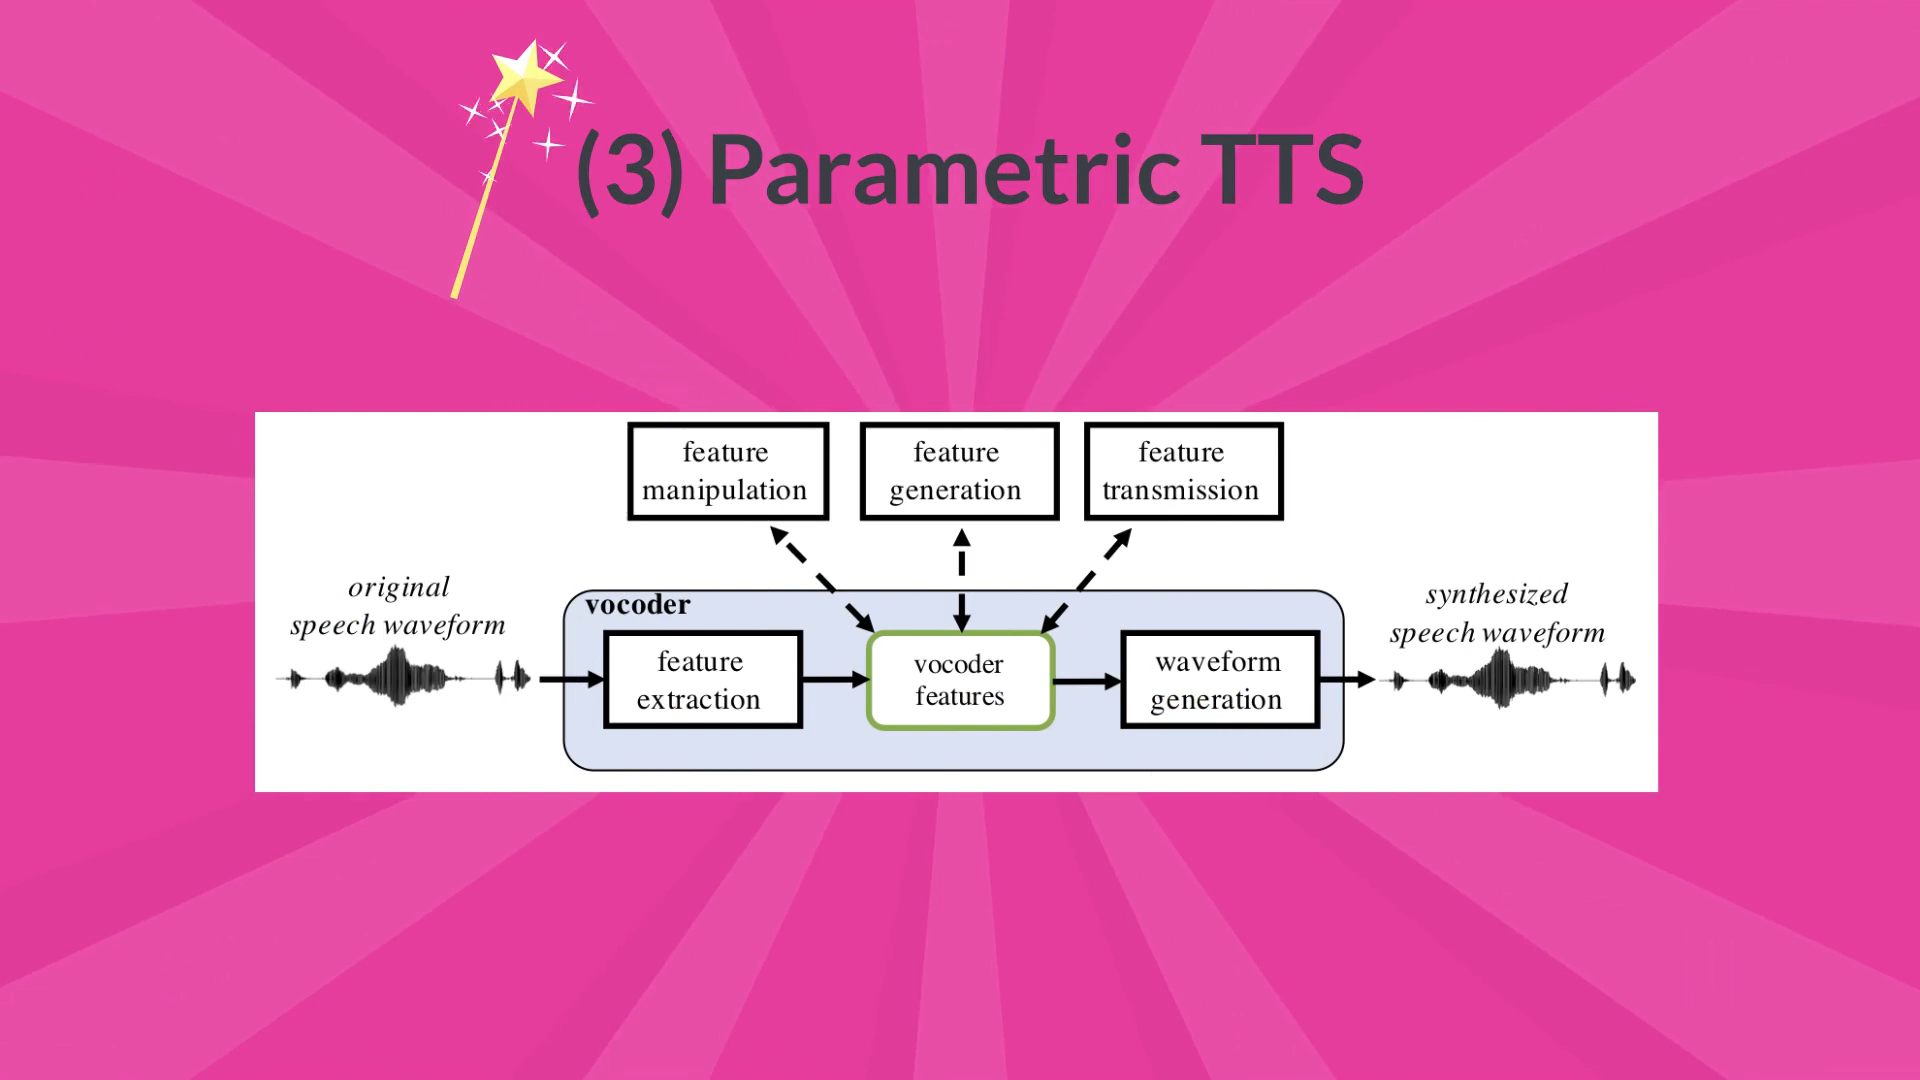 (3) Parametric TTS
feature
manipulation
feature
generation
feature
transmission
original
speech waveform
vocoder
feature
extraction
vocoder
features
waveform
generation
synthesized
speech waveform